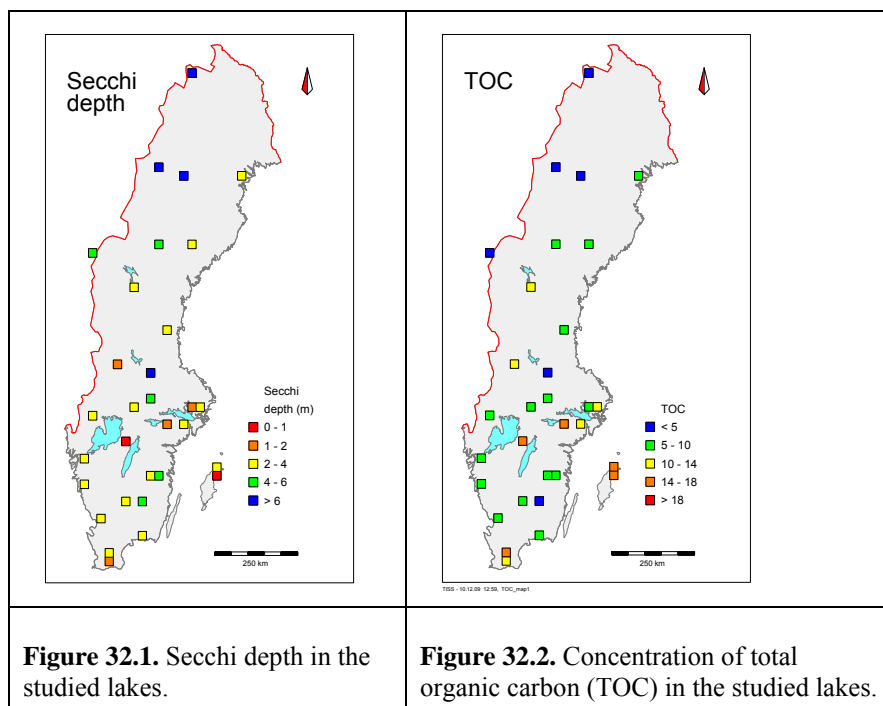 Secchi
depth
Secchi
depth (m)
0 - 1
1 - 2
2 - 4
4 - 6
> 6
250 km
TOC
TOC
< 5
5 - 10
10 - 14
14 - 18
> 18
250 km
TISS - 10.12.09 12:59, TOC_map1
Figure 32.1. Secchi depth in the
studied lakes.
Figure 32.2. Concentration of total
organic carbon (TOC) in the studied lakes.